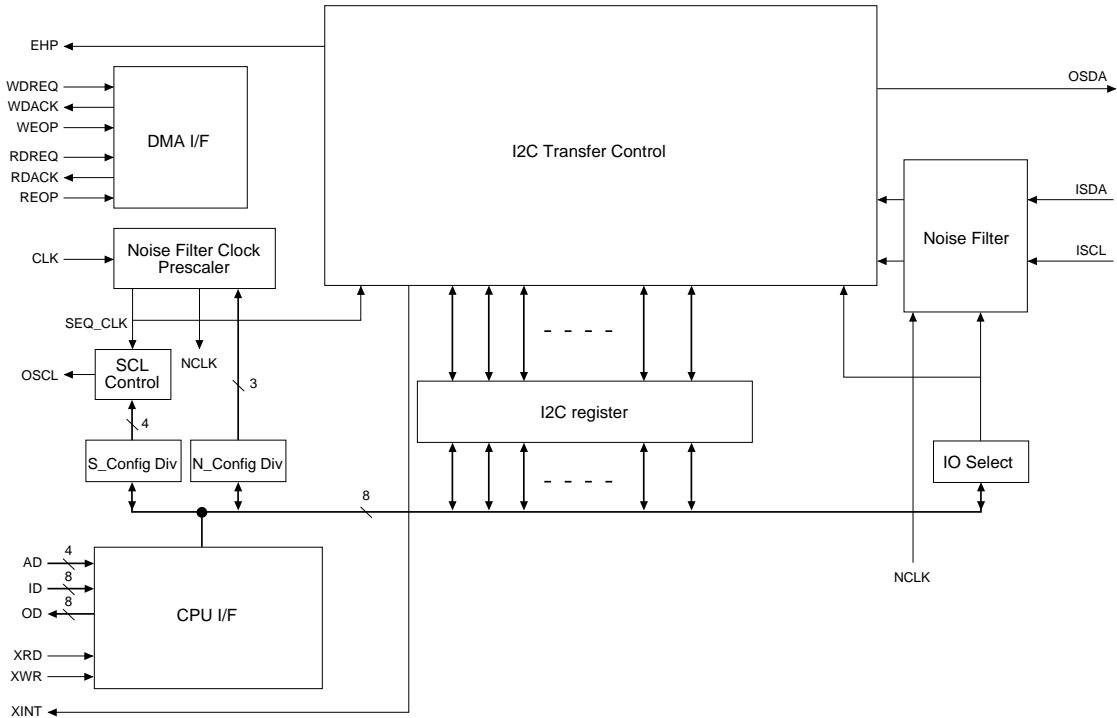 EHP
WDREQ
WDACK
WEOP
RDREQ
RDACK
REOP
DMA I/F
I2C Transfer Control
OSDA
ISDA
ISCL
Noise Filter
CLK
Noise Filter Clock
Prescaler
SEQ_CLK
NCLK
OSCL
SCL
Control
3
4
I2C register
S_Config Div
N_Config Div
IO Select
8
NCLK
AD
4
ID
8
OD
8
CPU I/F
XRD
XWR
XINT